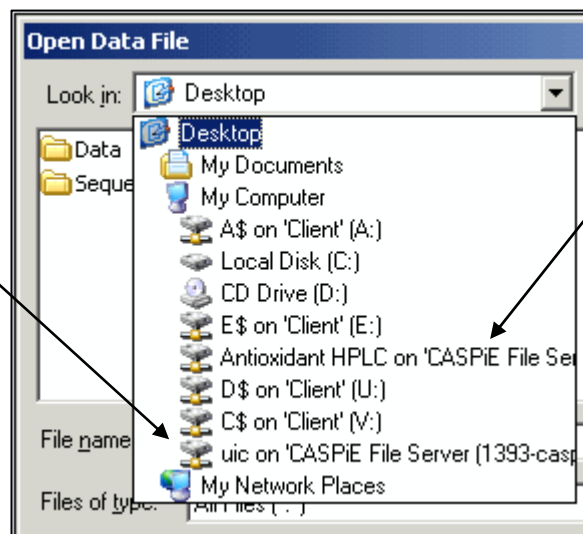 Open Data File
Look in: Desktop
Data
Seque
Desktop
My Documents
My Computer
A$ on 'Client' (A:)
Local Disk (C:)
CD Drive (D:)
E$ on 'Client' (E:)
Antioxidant HPLC on 'CASPiE File Ser
D$ on 'Client' (U:)
C$ on 'Client' (V:)
uic on 'CASPiE File Server (1393-casp
My Network Places
File name
Files of type: